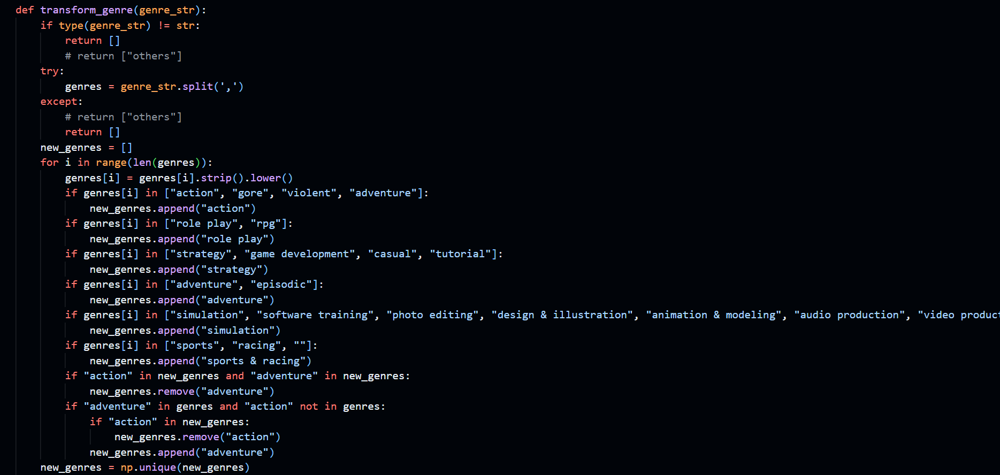 def transform_genre(genre_str):
    if type(genre_str) != str:
        return []
        # return ["others"]
    try:
        genres = genre_str.split(',')
    except:
        # return ["others"]
        return []
    new_genres = []
    for i in range(len(genres)):
        genres[i] = genres[i].strip().lower()
        if genres[i] in ["action", "gore", "violent", "adventure"]:
            new_genres.append("action")
        if genres[i] in ["role play", "rpg"]:
            new_genres.append("role play")
        if genres[i] in ["strategy", "game development", "casual", "tutorial"]:
            new_genres.append("strategy")
        if genres[i] in ["adventure", "episodic"]:
            new_genres.append("adventure")
        if genres[i] in ["simulation", "software training", "photo editing", "design & illustration", "animation & modeling", "audio production", "video product
            new_genres.append("simulation")
        if genres[i] in ["sports", "racing", ""]:
            new_genres.append("sports & racing")
        if "action" in new_genres and "adventure" in new_genres:
            new_genres.remove("adventure")
        if "adventure" in genres and "action" not in genres:
            if "action" in new_genres:
                new_genres.remove("action")
            new_genres.append("adventure")
    new_genres = np.unique(new_genres)